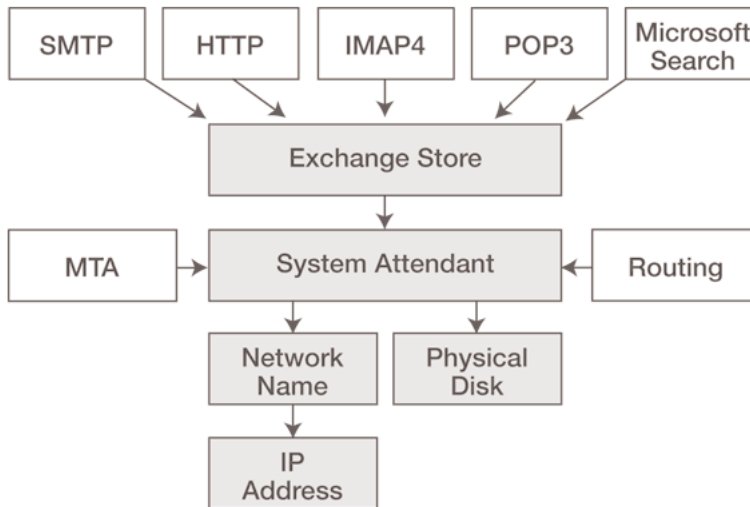 SMTP
HTTP
IMAP4
POP3
Microsoft
Search
Exchange Store
MTA
System Attendant
Routing
Network
Name
Physical
Disk
IP
Address